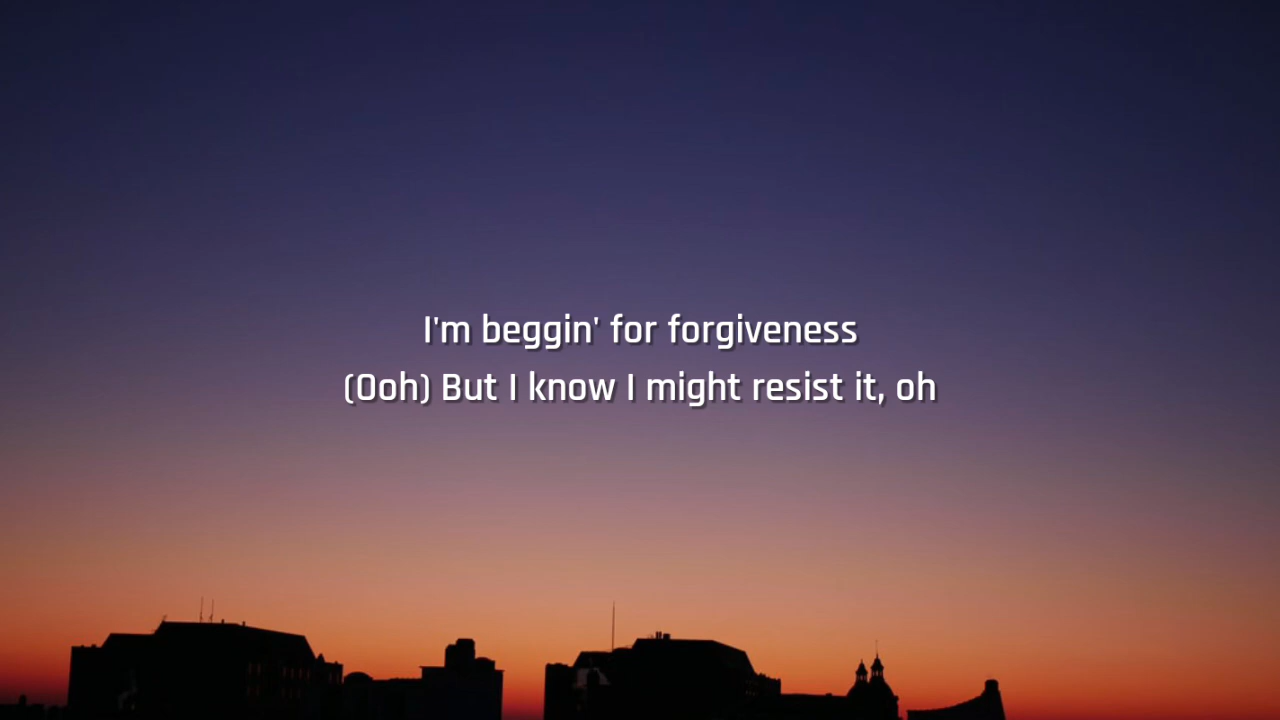 I'm beggin' for forgiveness
(Ooh) But I know I might resist it, oh